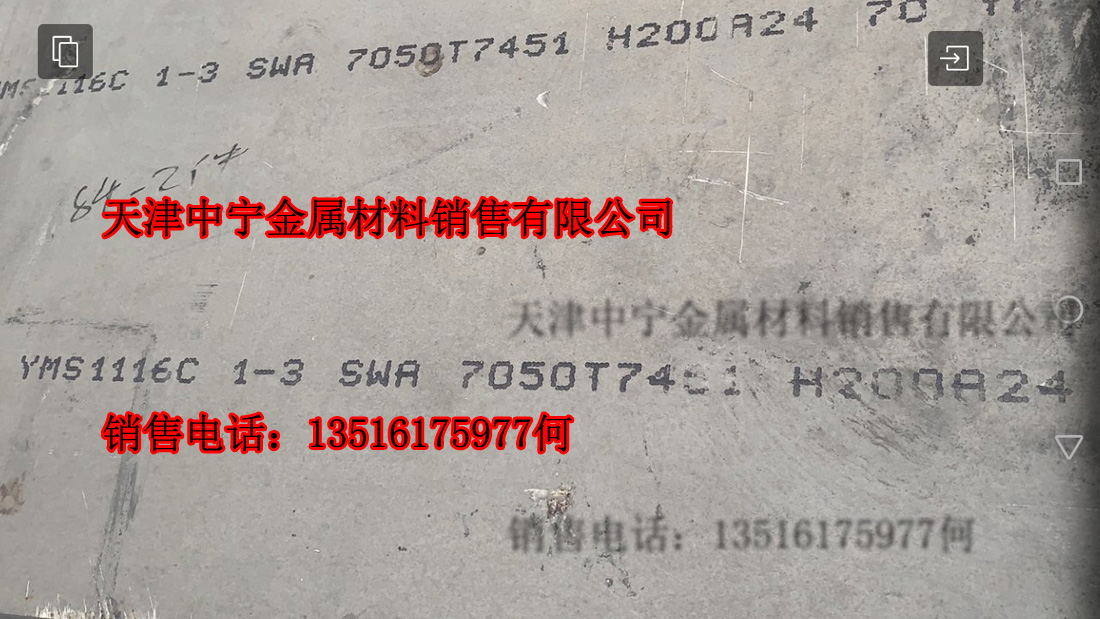 YMS1116C 1-3 SWA 7050T7451 H200A24 7D
84-21件
天津中宁金属材料销售有限公司
天津中宁金属材料销售有限公司
YMS1116C 1-3 SWA 7050T7451 H200A24
销售电话：13516175977何
销售电话：13516175977何